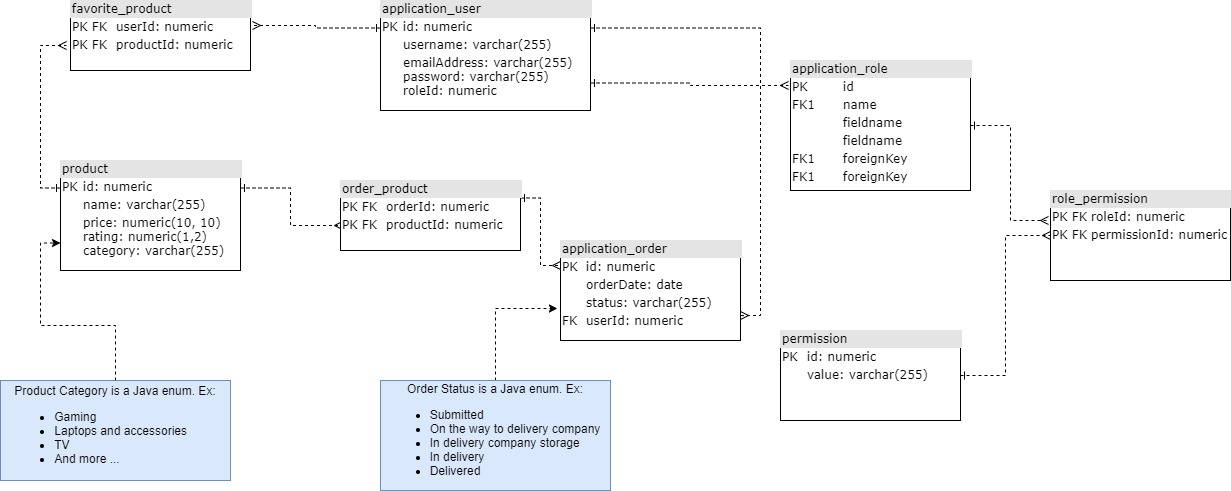 favorite_product
PK FK userId: numeric
PK FK productId: numeric
application_user
PK id: numeric
username: varchar(255)
emailAddress: varchar(255)
password: varchar(255)
roleId: numeric
application_role
PK id
FK1 name
fieldname
fieldname
FK1 foreignKey
FK1 foreignKey
product
PK id: numeric
name: varchar(255)
price: numeric(10, 10)
rating: numeric(1,2)
category: varchar(255)
order_product
PK FK orderId: numeric
PK FK productId: numeric
role_permission
PK FK roleId: numeric
PK FK permissionId: numeric
application_order
PK id: numeric
orderDate: date
status: varchar(255)
FK userId: numeric
permission
PK id: numeric
value: varchar(255)
Product Category is a Java enum. Ex:
• Gaming
• Laptops and accessories
• TV
• And more ...
Order Status is a Java enum. Ex:
• Submitted
• On the way to delivery company
• In delivery company storage
• In delivery
• Delivered